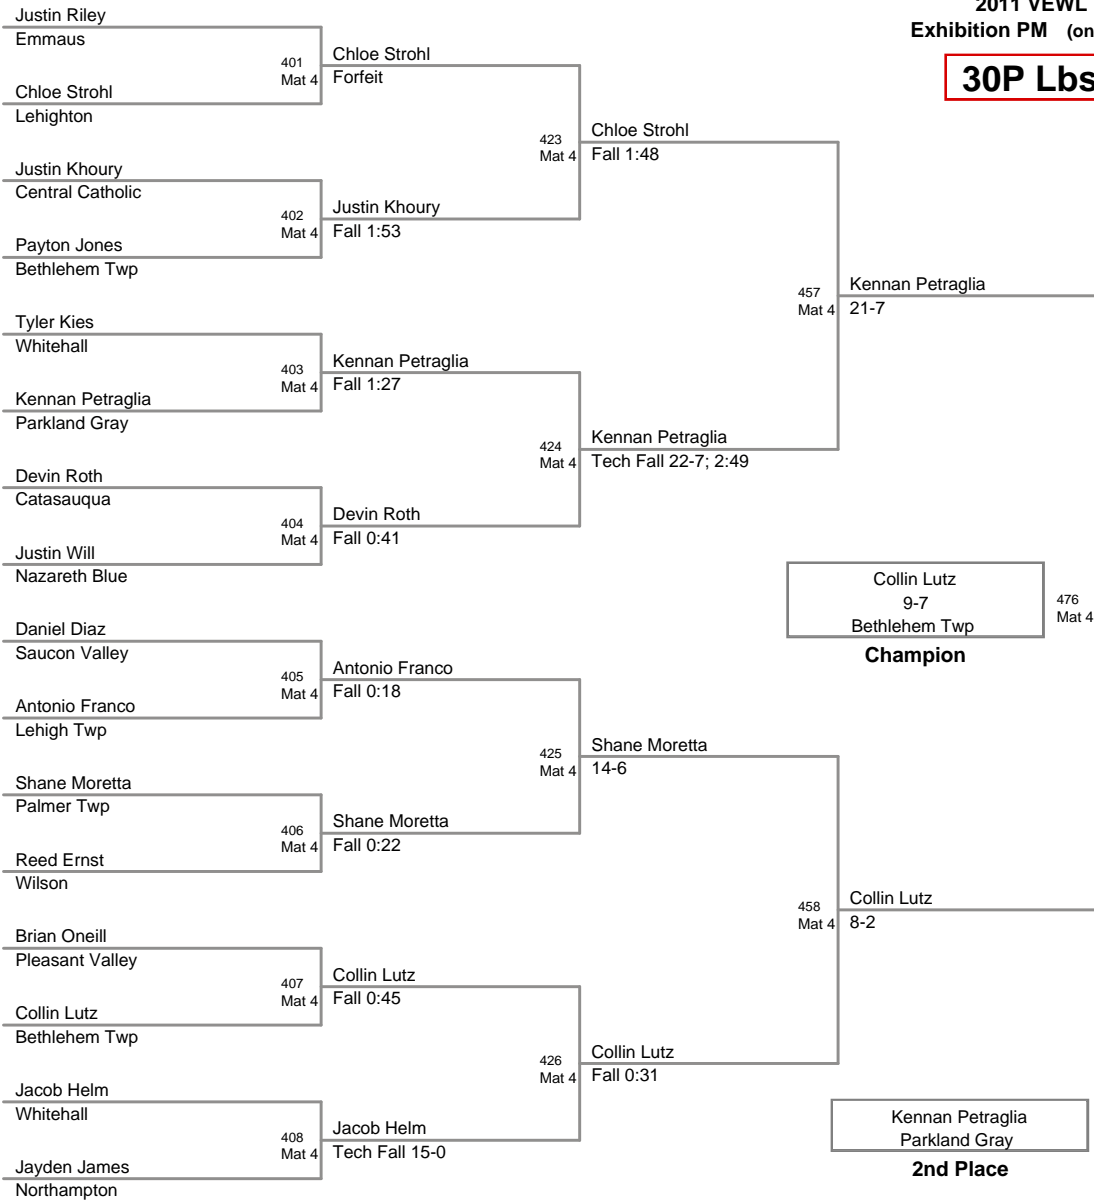 2011 VEWL
Exhibition PM (on
30P Lbs
Justin Riley
Emmaus
401
Mat 4
Chloe Strohl
Forfeit
Chloe Strohl
Lehighton
423
Mat 4
Chloe Strohl
Fall 1:48
Justin Khoury
Central Catholic
402
Mat 4
Justin Khoury
Fall 1:53
Payton Jones
Bethlehem Twp
457
Mat 4
Kennan Petraglia
21-7
Tyler Kies
Whitehall
403
Mat 4
Kennan Petraglia
Fall 1:27
Kennan Petraglia
Parkland Gray
424
Mat 4
Kennan Petraglia
Tech Fall 22-7; 2:49
Devin Roth
Catasauqua
404
Mat 4
Devin Roth
Fall 0:41
Justin Will
Nazareth Blue
Collin Lutz
9-7
Bethlehem Twp
476
Mat 4
Champion
Daniel Diaz
Saucon Valley
405
Mat 4
Antonio Franco
Fall 0:18
Antonio Franco
Lehigh Twp
425
Mat 4
Shane Moretta
14-6
Shane Moretta
Palmer Twp
406
Mat 4
Shane Moretta
Fall 0:22
Reed Ernst
Wilson
458
Mat 4
Collin Lutz
8-2
Brian Oneill
Pleasant Valley
407
Mat 4
Collin Lutz
Fall 0:45
Collin Lutz
Bethlehem Twp
426
Mat 4
Collin Lutz
Fall 0:31
Jacob Helm
Whitehall
408
Mat 4
Jacob Helm
Tech Fall 15-0
Jayden James
Northampton
Kennan Petraglia
Parkland Gray
2nd Place